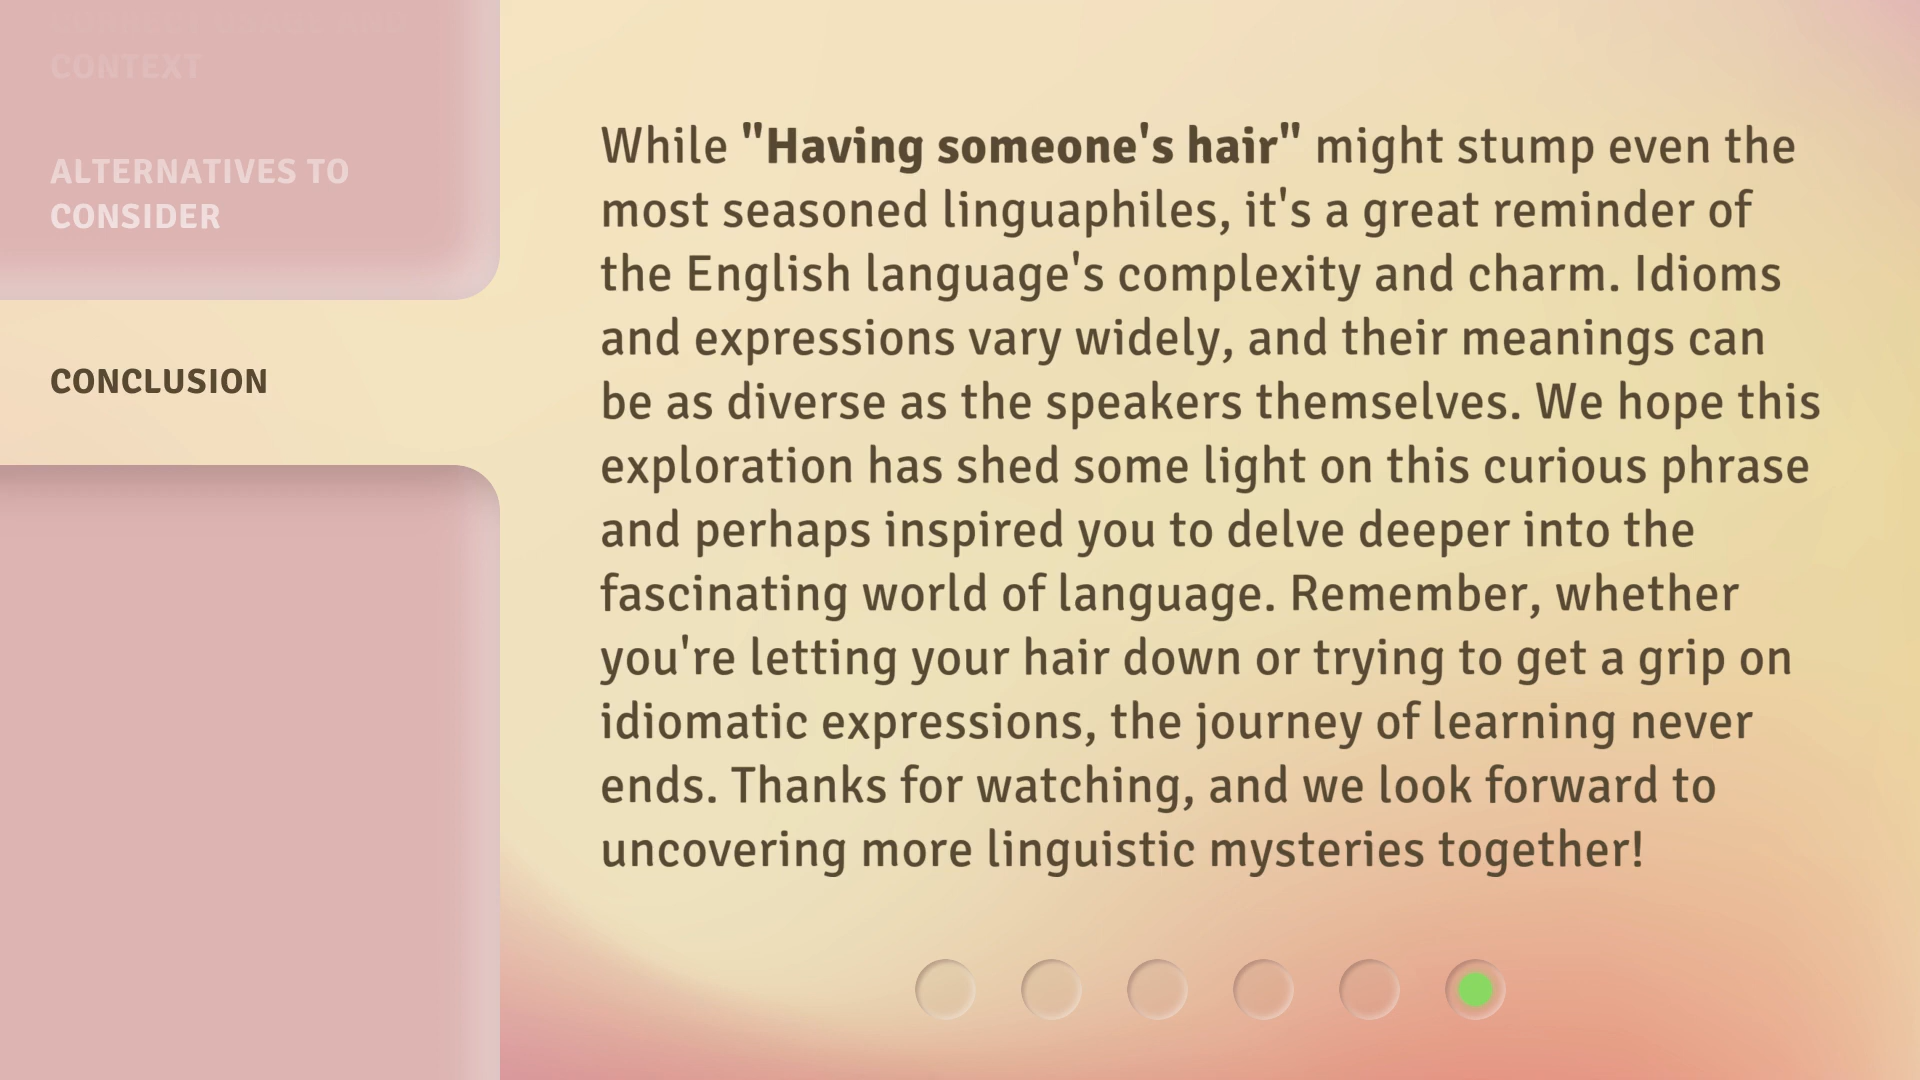 CONTEXT
ALTERNATIVES TO
CONSIDER
CONCLUSION
While "Having someone's hair" might stump even the
most seasoned linguaphiles, it's a great reminder of
the English language's complexity and charm. Idioms
and expressions vary widely, and their meanings can
be as diverse as the speakers themselves. We hope this
exploration has shed some light on this curious phrase
and perhaps inspired you to delve deeper into the
fascinating world of language. Remember, whether
you're letting your hair down or trying to get a grip on
idiomatic expressions, the journey of learning never
ends. Thanks for watching, and we look forward to
uncovering more linguistic mysteries together!